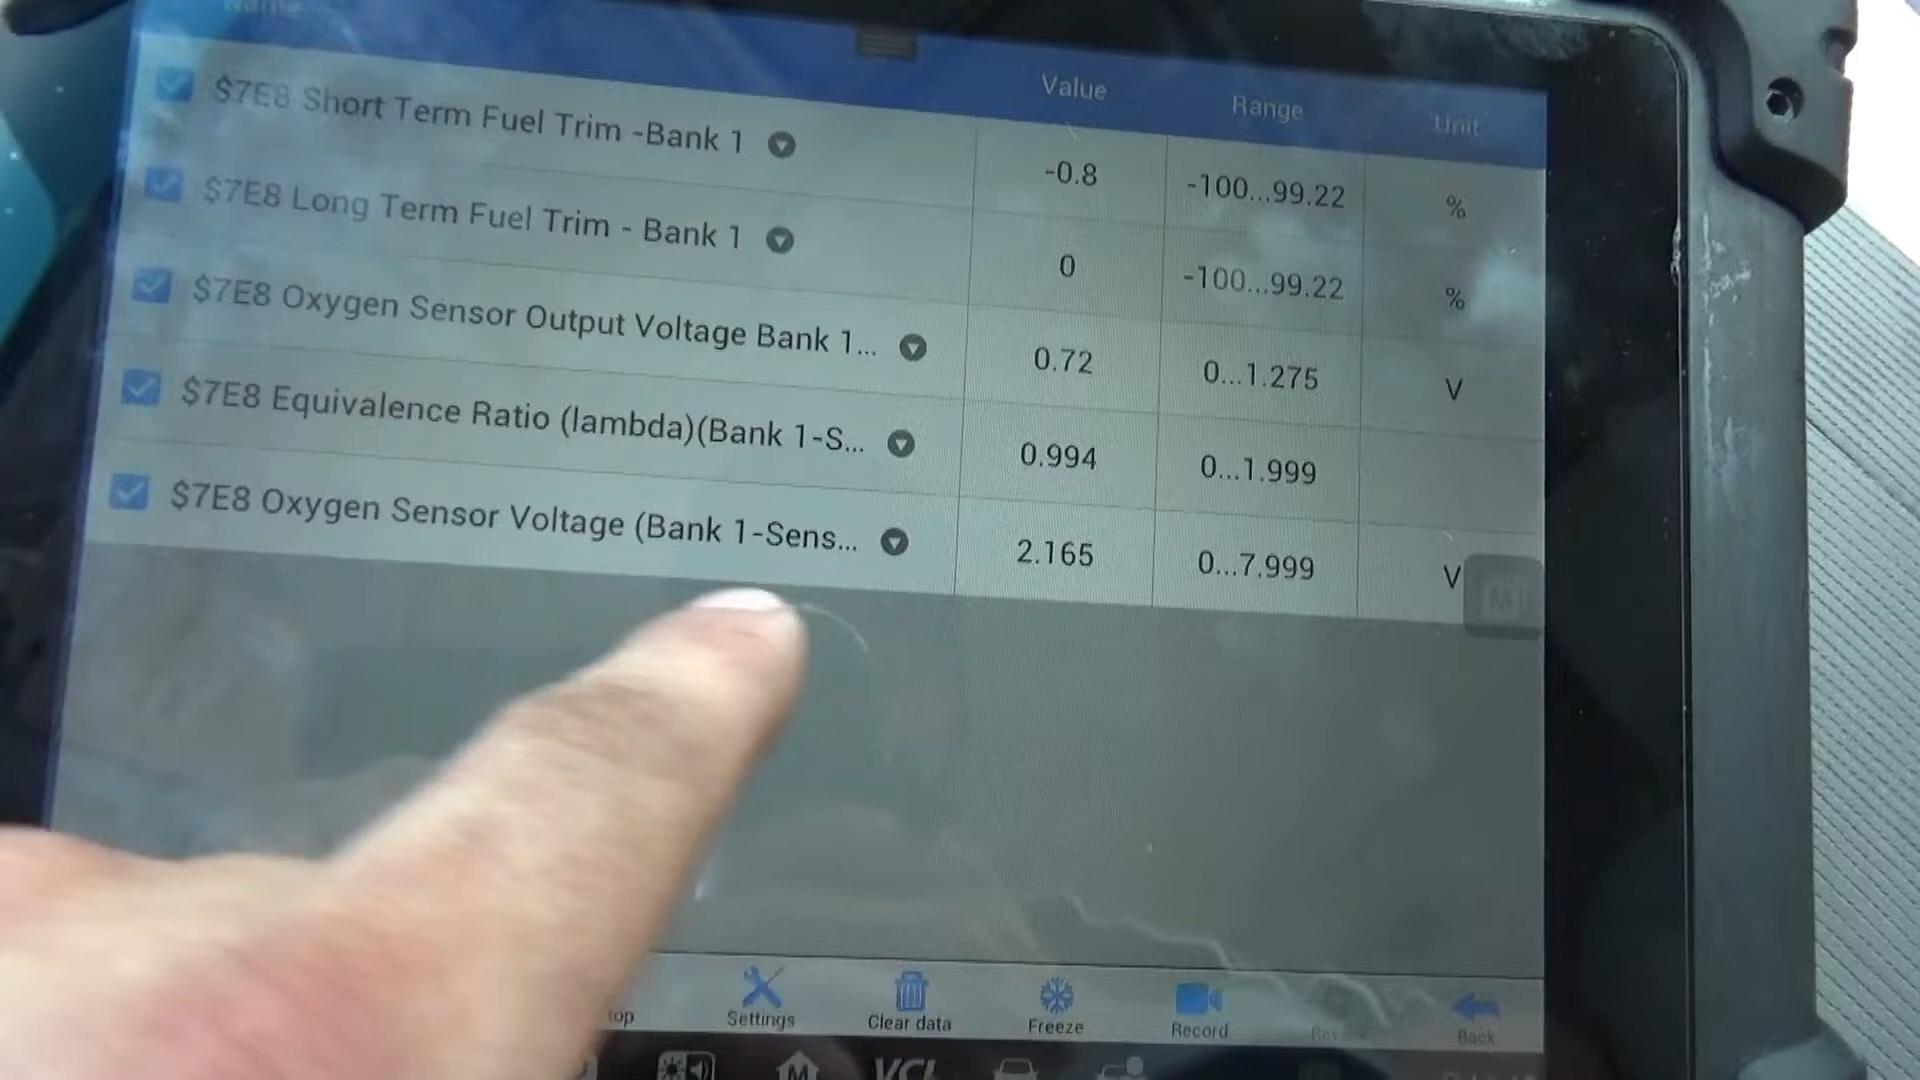 Name Value Range Unit
$7E8 Short Term Fuel Trim -Bank 1 -0.8 -100...99.22 %
$7E8 Long Term Fuel Trim - Bank 1 0 -100...99.22 %
$7E8 Oxygen Sensor Output Voltage Bank 1... 0.72 0...1.275 V
$7E8 Equivalence Ratio (lambda)(Bank 1-S... 0.994 0...1.999
$7E8 Oxygen Sensor Voltage (Bank 1-Sens... 2.165 0...7.999 V
[M]
top Settings Clear data Freeze Record Back
M VCI